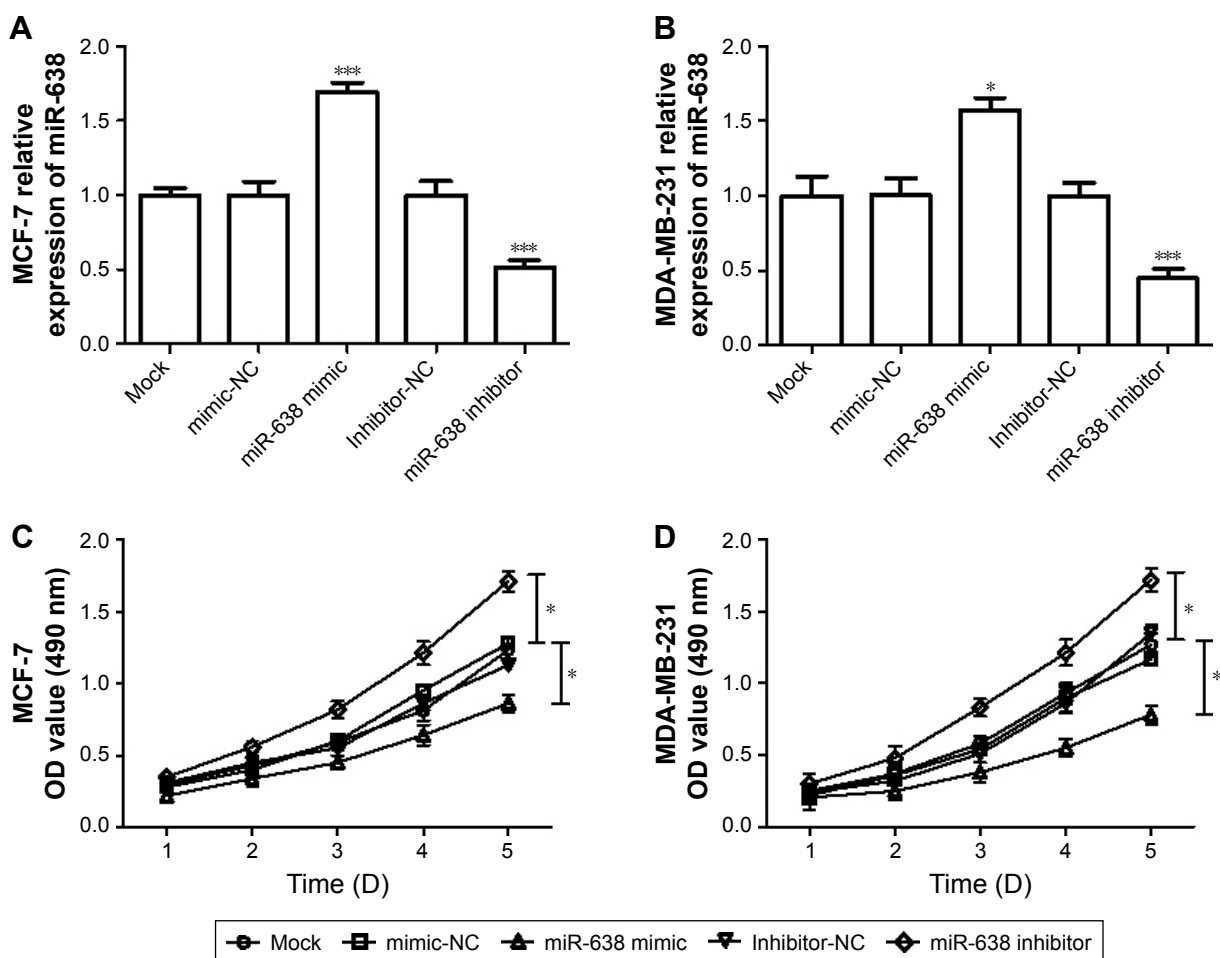 A
MCF-7 relative
expression of miR-638
2.0
1.5
1.0
0.5
0.0
***
***
Mock
mimic-NC
miR-638 mimic
Inhibitor-NC
miR-638 inhibitor
B
MDA-MB-231 relative
expression of miR-638
2.0
1.5
1.0
0.5
0.0
*
***
Mock
mimic-NC
miR-638 mimic
Inhibitor-NC
miR-638 inhibitor
C
MCF-7
OD value (490 nm)
2.0
1.5
1.0
0.5
0.0
*
*
1 2 3 4 5
Time (D)
D
MDA-MB-231
OD value (490 nm)
2.0
1.5
1.0
0.5
0.0
*
*
1 2 3 4 5
Time (D)
Mock mimic-NC miR-638 mimic Inhibitor-NC miR-638 inhibitor